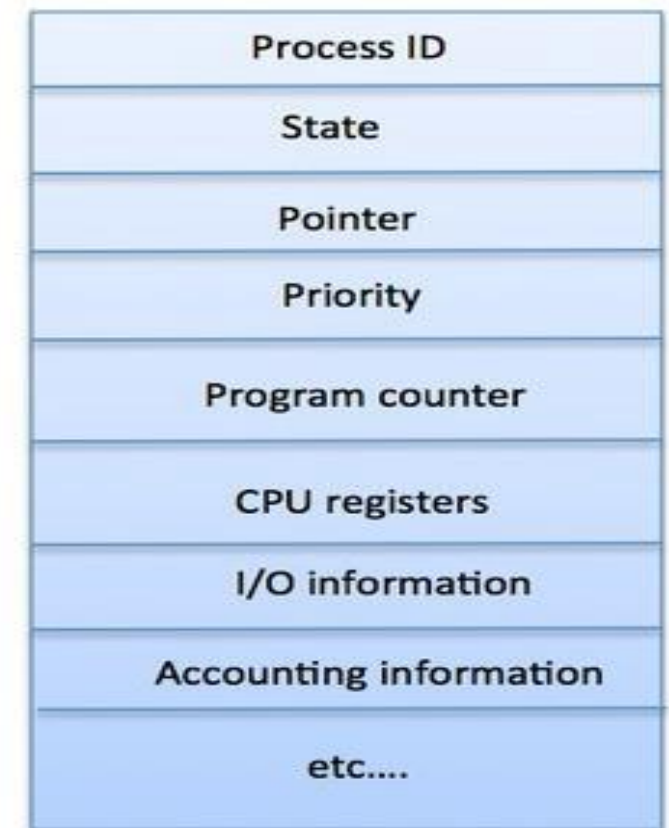 Process ID
State
Pointer
Priority
Program counter
CPU registers
I/O information
Accounting information
etc....